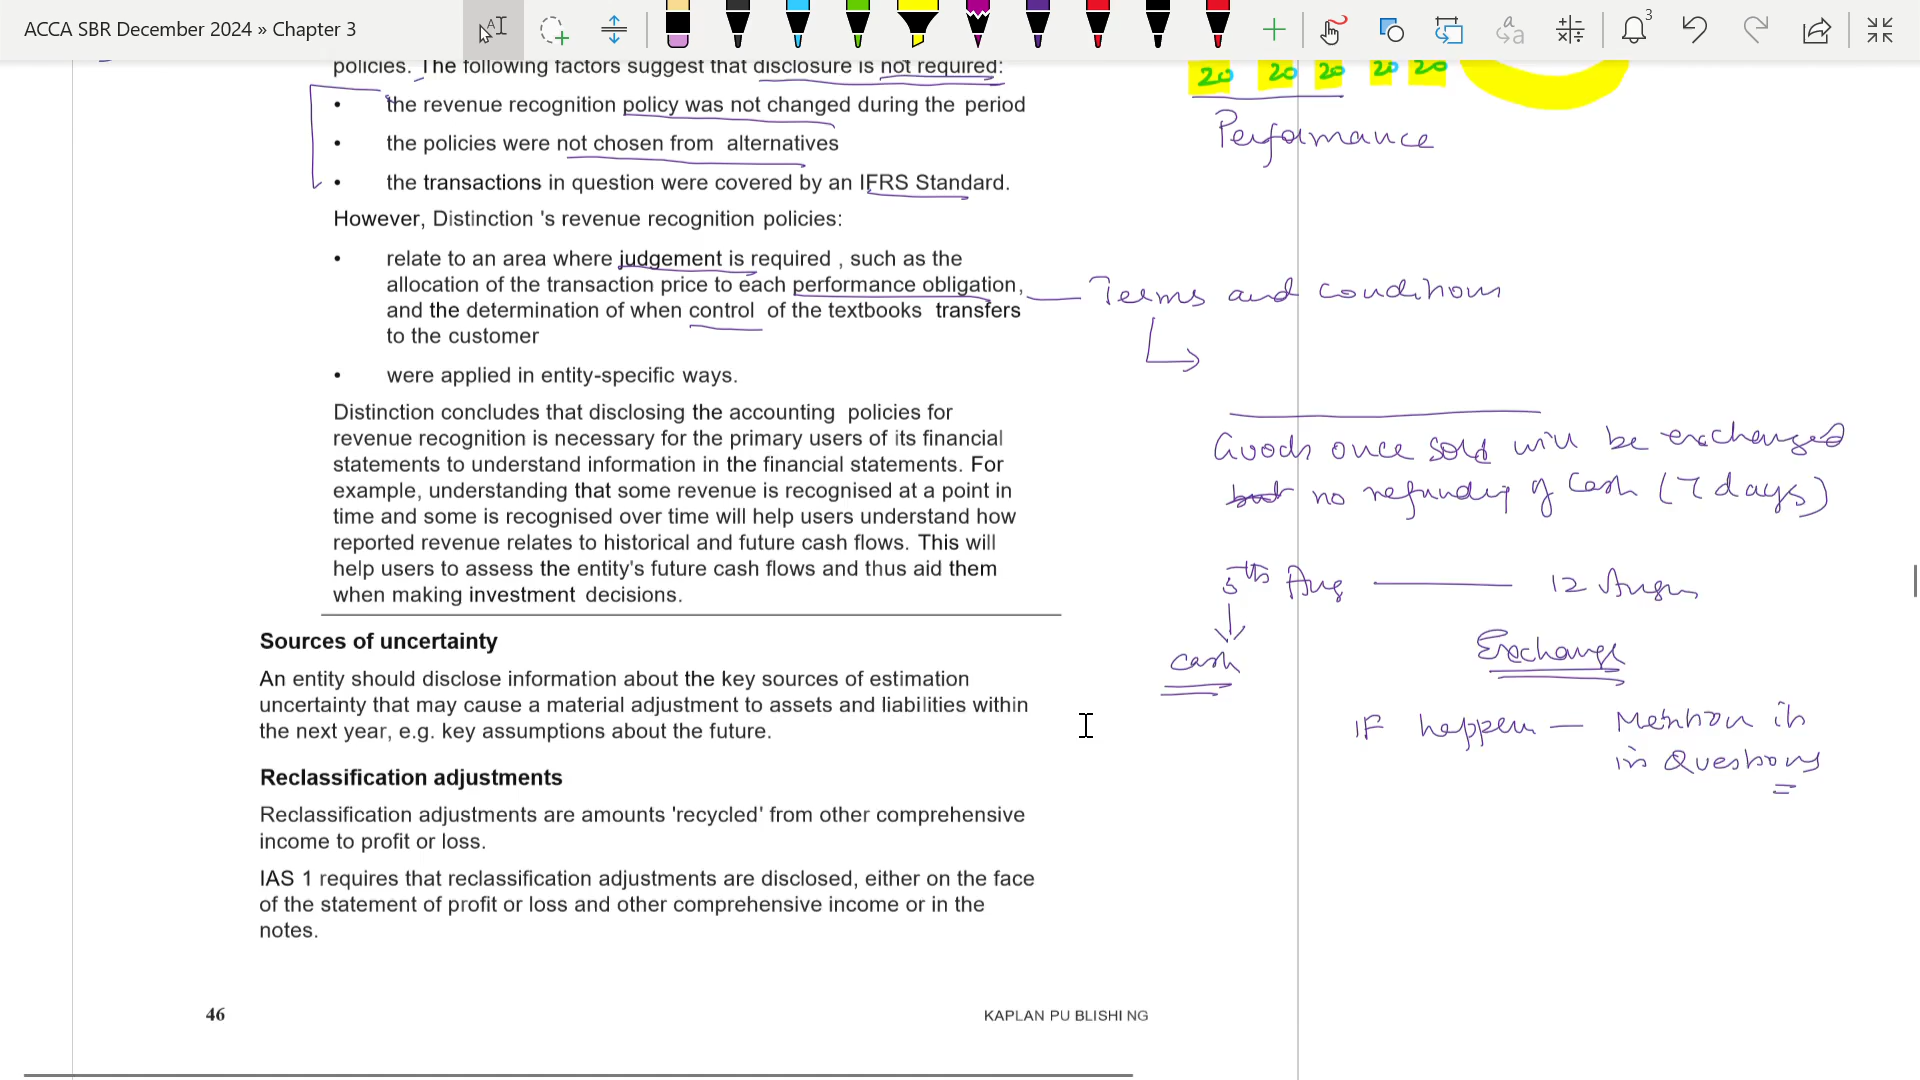 ACCA SBR December 2024 » Chapter 3
3
policies. The following factors suggest that disclosure is not required:
• the revenue recognition policy was not changed during the period
• the policies were not chosen from alternatives
• the transactions in question were covered by an IFRS Standard.
However, Distinction 's revenue recognition policies:
• relate to an area where judgement is required , such as the
allocation of the transaction price to each performance obligation,
and the determination of when control of the textbooks transfers
to the customer
• were applied in entity-specific ways.
Distinction concludes that disclosing the accounting policies for
revenue recognition is necessary for the primary users of its financial
statements to understand information in the financial statements. For
example, understanding that some revenue is recognised at a point in
time and some is recognised over time will help users understand how
reported revenue relates to historical and future cash flows. This will
help users to assess the entity's future cash flows and thus aid them
when making investment decisions.
Sources of uncertainty
An entity should disclose information about the key sources of estimation
uncertainty that may cause a material adjustment to assets and liabilities within
the next year, e.g. key assumptions about the future.
Reclassification adjustments
Reclassification adjustments are amounts 'recycled' from other comprehensive
income to profit or loss.
IAS 1 requires that reclassification adjustments are disclosed, either on the face
of the statement of profit or loss and other comprehensive income or in the
notes.
46
KAPLAN PU BLISHI NG
20 20 20 20 20
Performance
Terms and conditions
Goods once sold will be exchanged
but no refunding of cash (7 days)
5th Aug — 12 Augus
cash
Exchange
IF happen — Mention in
in Questions